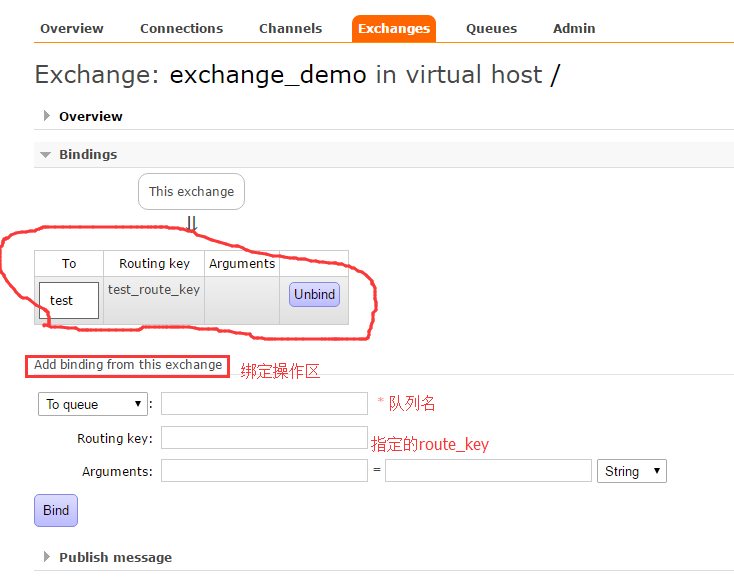 Overview Connections Channels Exchanges Queues Admin
Exchange: exchange_demo in virtual host /
Overview
Bindings
This exchange
⇓
To Routing key Arguments
test test_route_key Unbind
Add binding from this exchange 绑定操作区
To queue : * 队列名
Routing key: 指定的route_key
Arguments: = String
Bind
Publish message